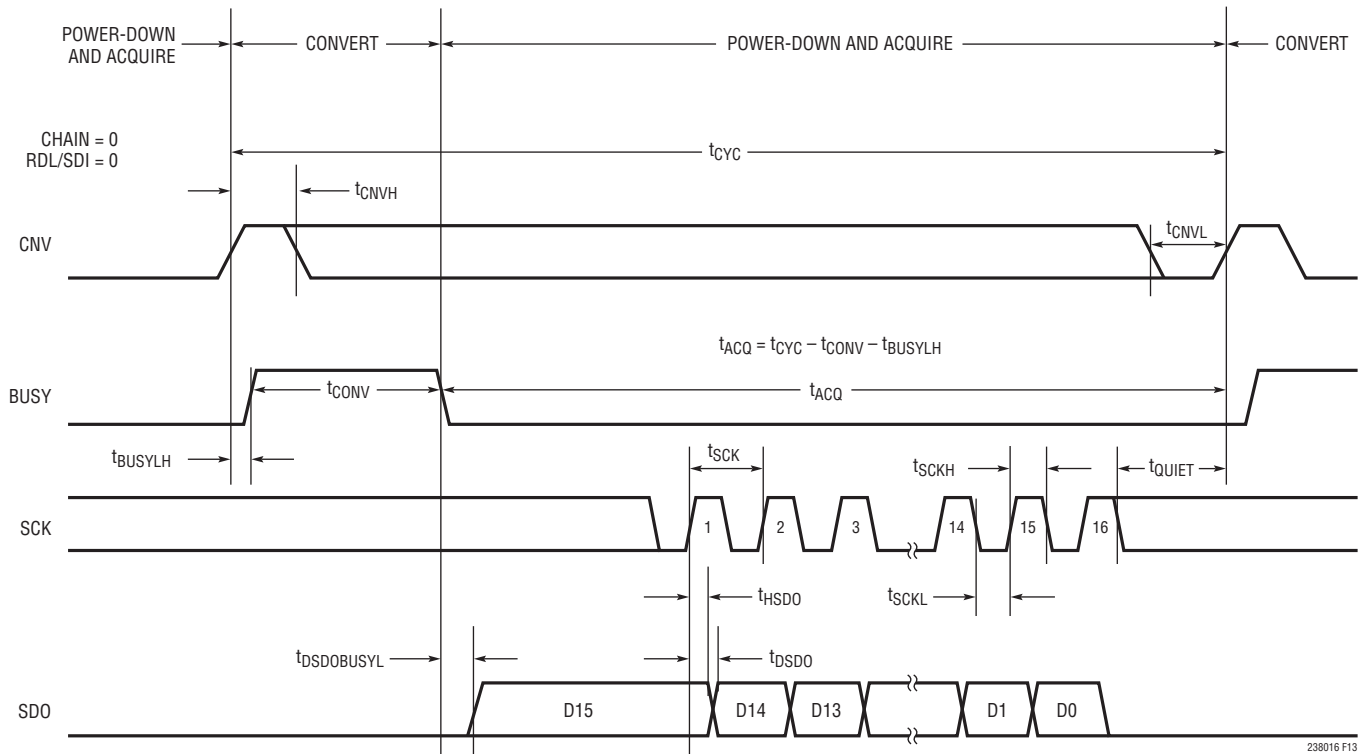 POWER-DOWN
AND ACQUIRE
CONVERT
POWER-DOWN AND ACQUIRE
CONVERT
CHAIN = 0
RDL/SDI = 0
tCYC
tCNVH
CNV
tCNVL
tACQ = tCYC – tCONV – tBUSYLH
BUSY
tCONV
tACQ
tBUSYLH
tSCK
tSCKH
tQUIET
SCK
1
2
3
14
15
16
tHSDO
tSCKL
tDSDOBUSYL
tDSDO
SDO
D15
D14
D13
D1
D0
238016 F13